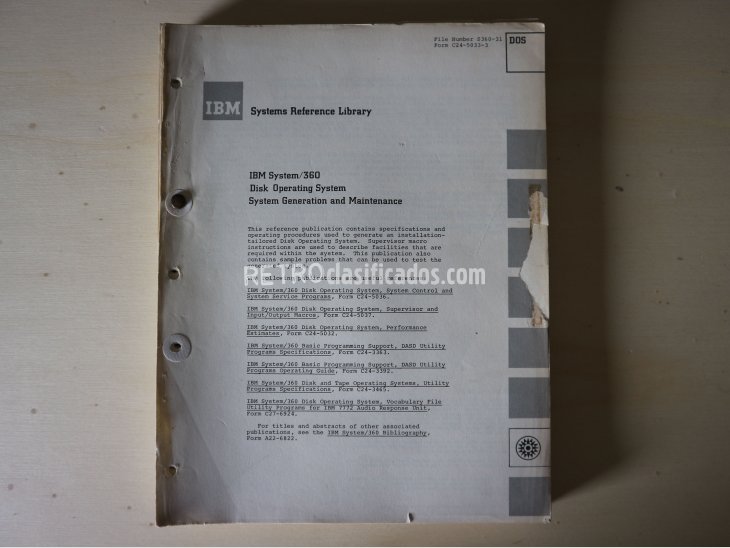 File Number S360-31
Form C24-5033-3
DOS
IBM
Systems Reference Library
IBM System/360
Disk Operating System
System Generation and Maintenance
This reference publication contains specifications and
operating procedures used to generate an installation-
tailored Disk Operating System. Supervisor macro
instructions are used to describe facilities that are
required within the system. This publication also
contains sample problems that can be used to test the
RETROclasificados.com
IBM System/360 Disk Operating System, System Control and
System Service Programs, Form C24-5036.
IBM System/360 Disk Operating System, Supervisor and
Input/Output Macros, Form C24-5037.
IBM System/360 Disk Operating System, Performance
Estimates, Form C24-5032.
IBM System/360 Basic Programming Support, DASD Utility
Programs Specifications, Form C24-3363.
IBM System/360 Basic Programming Support, DASD Utility
Programs Operating Guide, Form C24-3392.
IBM System/360 Disk and Tape Operating Systems, Utility
Programs Specifications, Form C24-3465.
IBM System/360 Disk Operating System, Vocabulary File
Utility Programs for IBM 7772 Audio Response Unit,
Form C27-6924.
For titles and abstracts of other associated
publications, see the IBM System/360 Bibliography,
Form A22-6822.